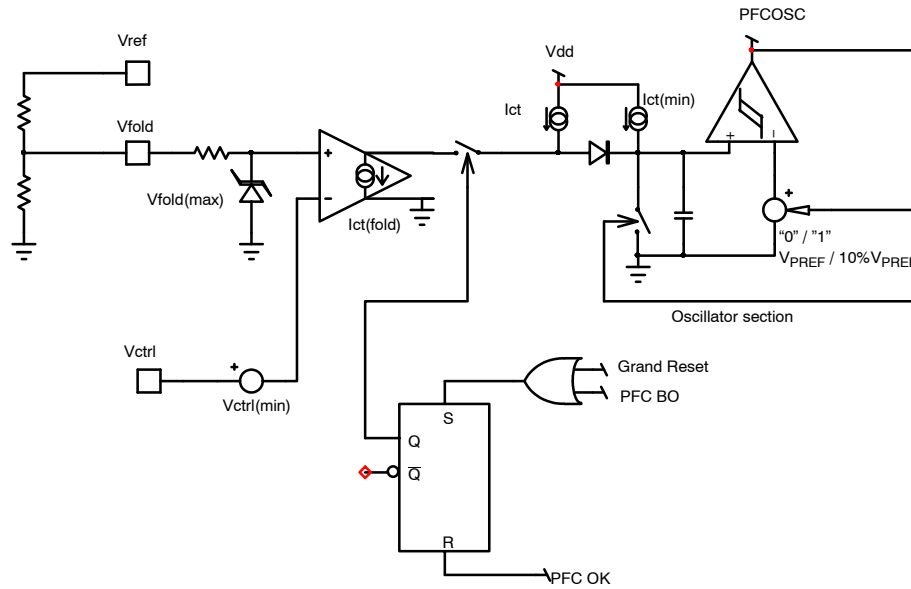 PFCOSC
Vref
Vdd
Ict
Ict(min)
Vfold
+
+
−
Vfold(max)
−
Ict(fold)
+
“0” / ”1”
VPREF / 10%VPREF
Oscillator section
Vctrl
+
Vctrl(min)
Grand Reset
PFC BO
S
Q
Q
R
PFC OK